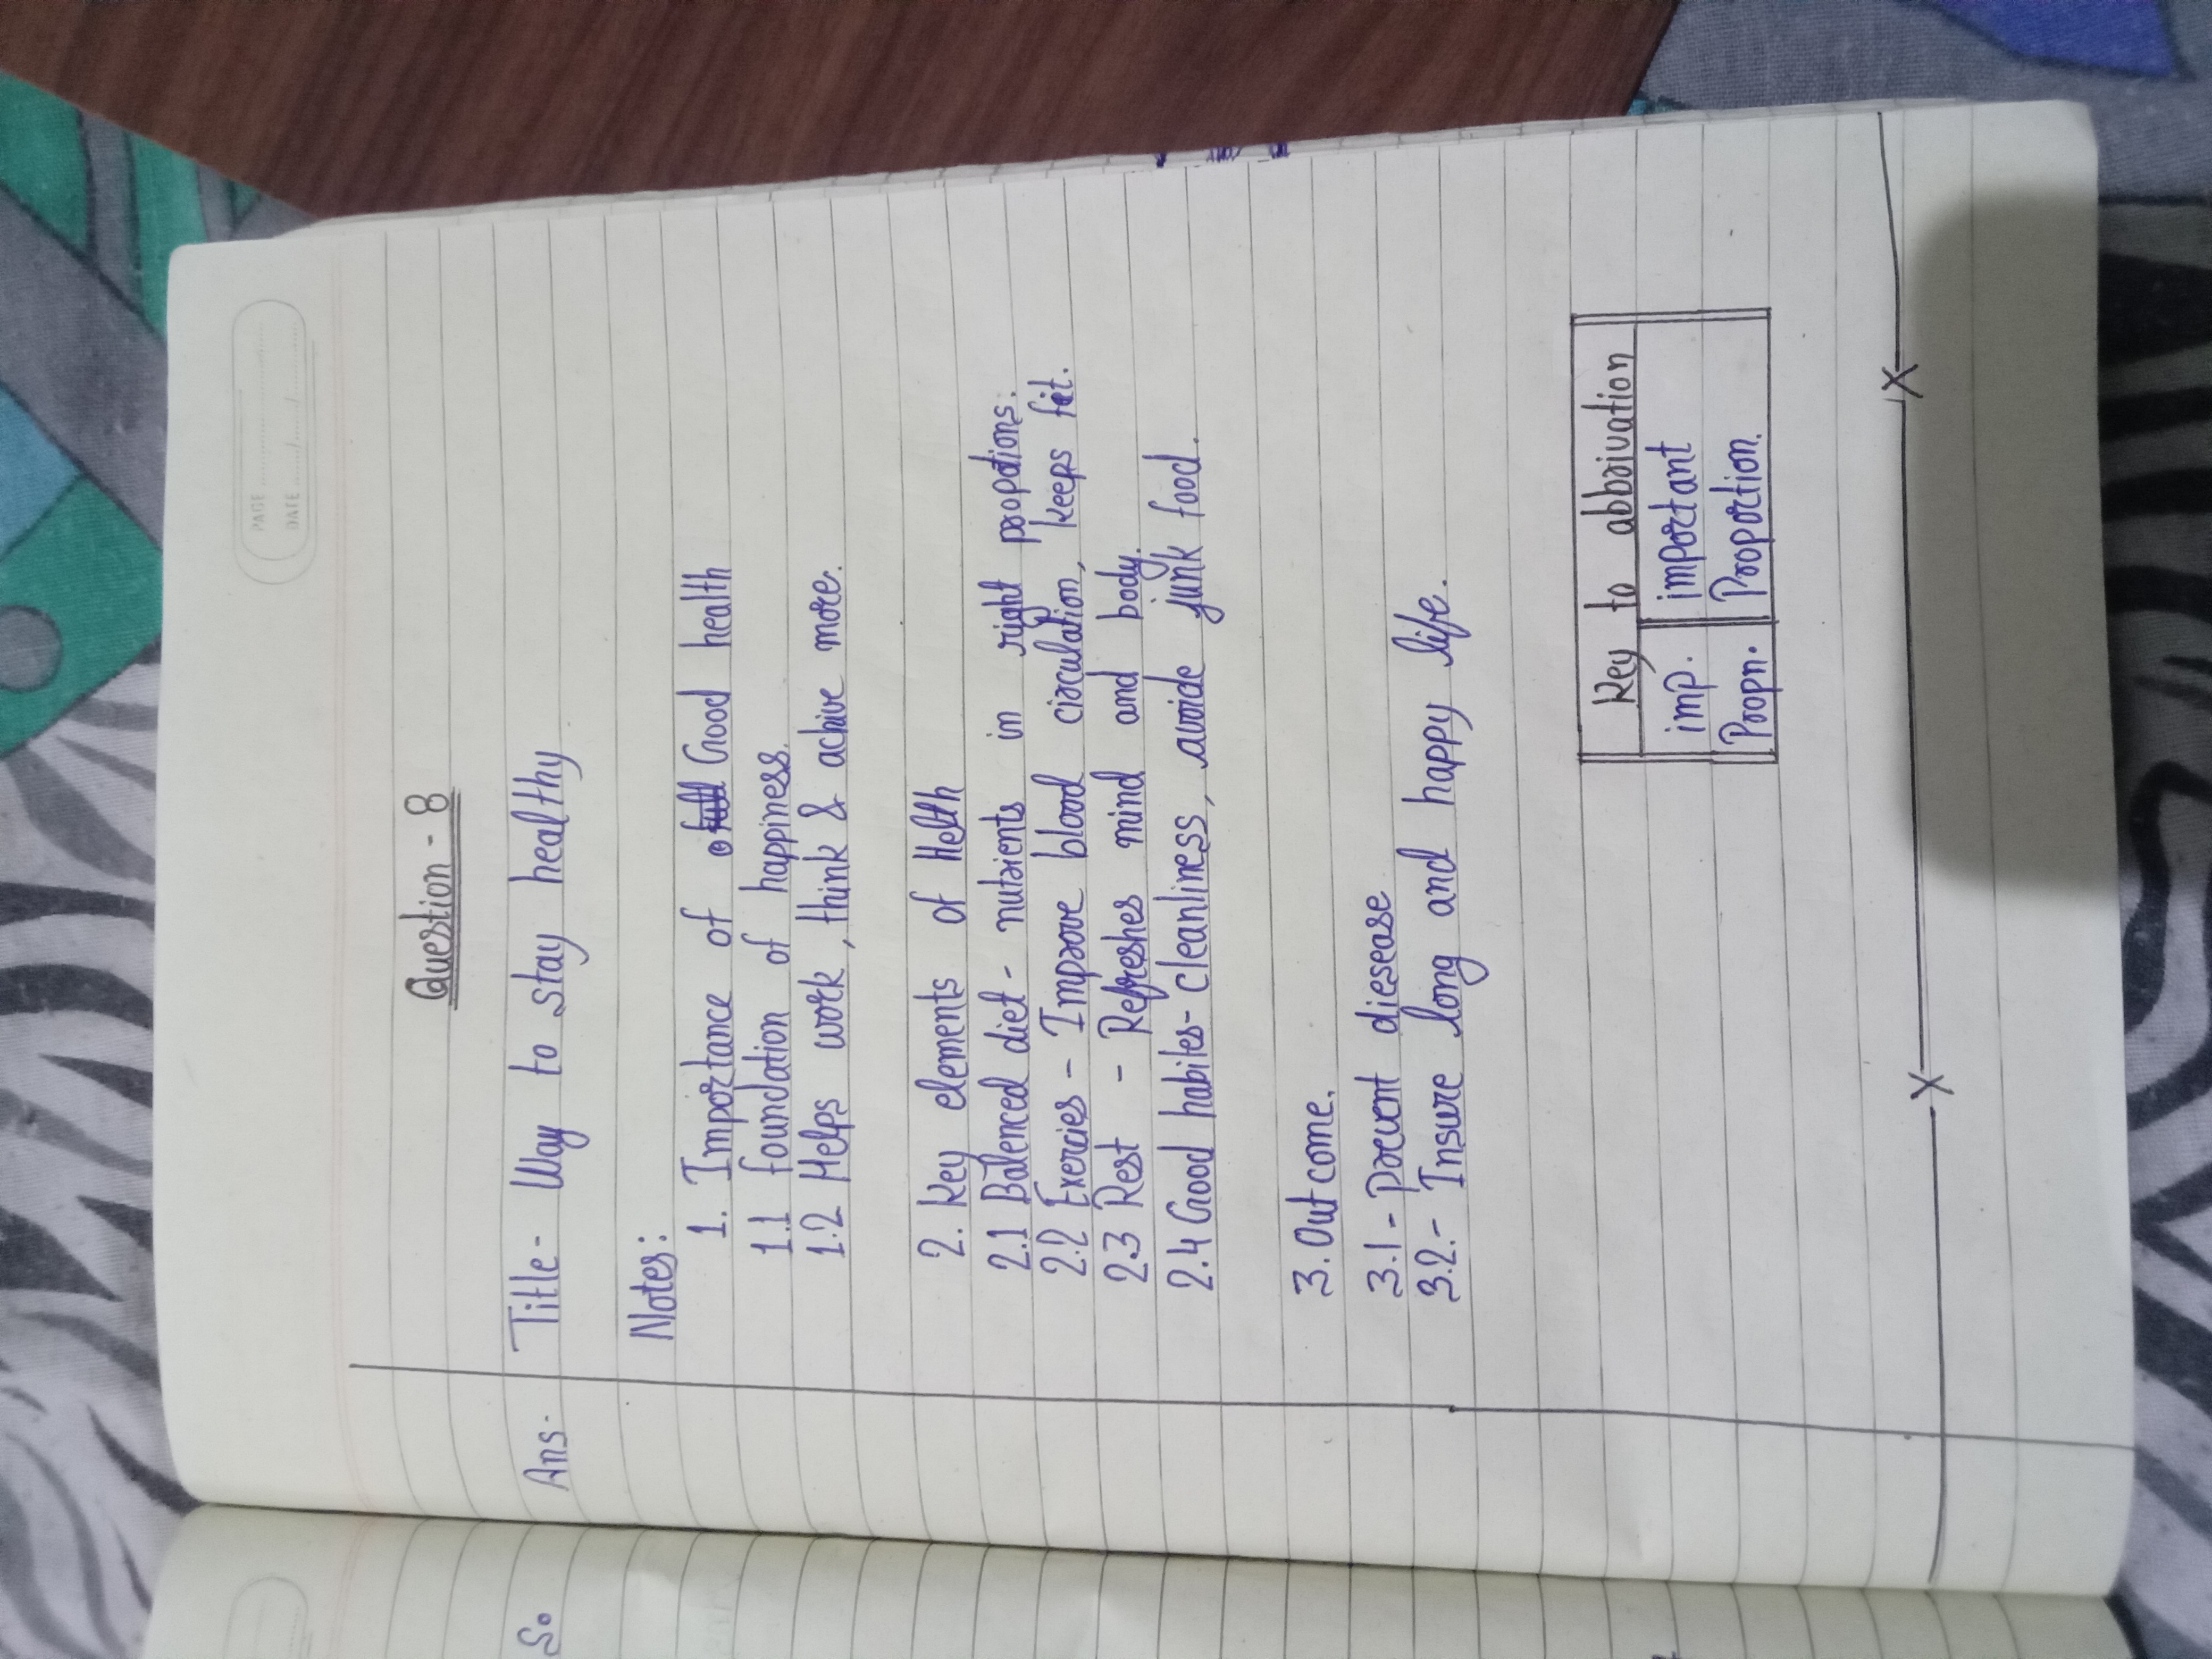 PAGE
DATE
Question - 8
So
Ans- Title- Way to stay healthy
Notes:
1. Importance of Good health
1.1 foundation of happiness.
1.2 Helps work, think & achive more.
2. Key elements of Helth
2.1 Balenced diet - nutrients in right propotions.
2.2 Exercies - Improve blood circulation, keeps fit.
2.3 Rest - Refreshes mind and body.
2.4 Good habites- cleanliness, avoide junk food.
3. Out come.
3.1 - prevent diesease
3.2.- Insure long and happy life.
Key to abbrivation
imp. important
Propn. Proportion.